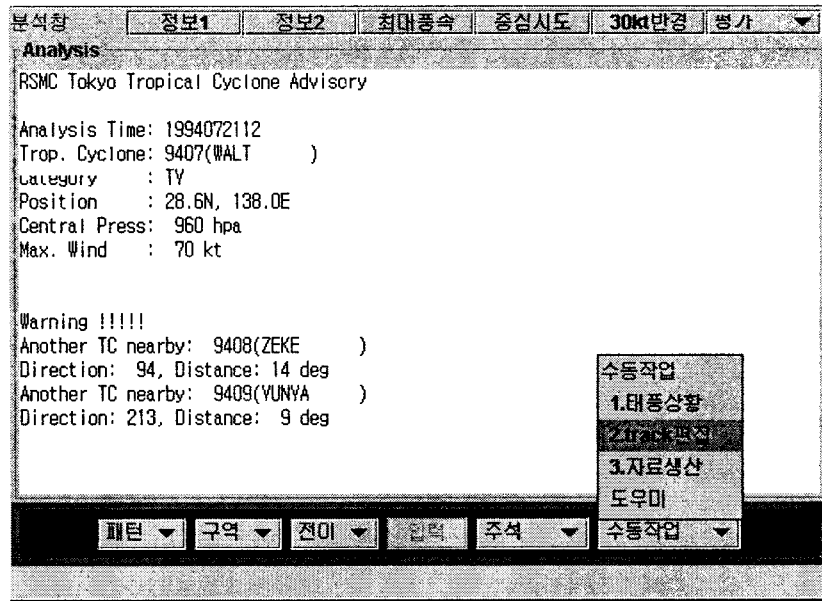 분석창 정보1 정보2 최대풍속 중심시도 30kt반경 평가
Analysis
RSMC Tokyo Tropical Cyclone Advisory
Analysis Time: 1994072112
Trop. Cyclone: 9407(WALT )
Category : TY
Position : 28.6N, 138.0E
Central Press: 960 hpa
Max. Wind : 70 kt
Warning !!!!!
Another TC nearby: 9408(ZEKE )
Direction: 94, Distance: 14 deg
Another TC nearby: 9409(YUNYA )
Direction: 213, Distance: 9 deg
수동작업
1.태풍상황
2.track편집
3.자료생산
도우미
패턴 구역 전이 입력 주석 수동작업